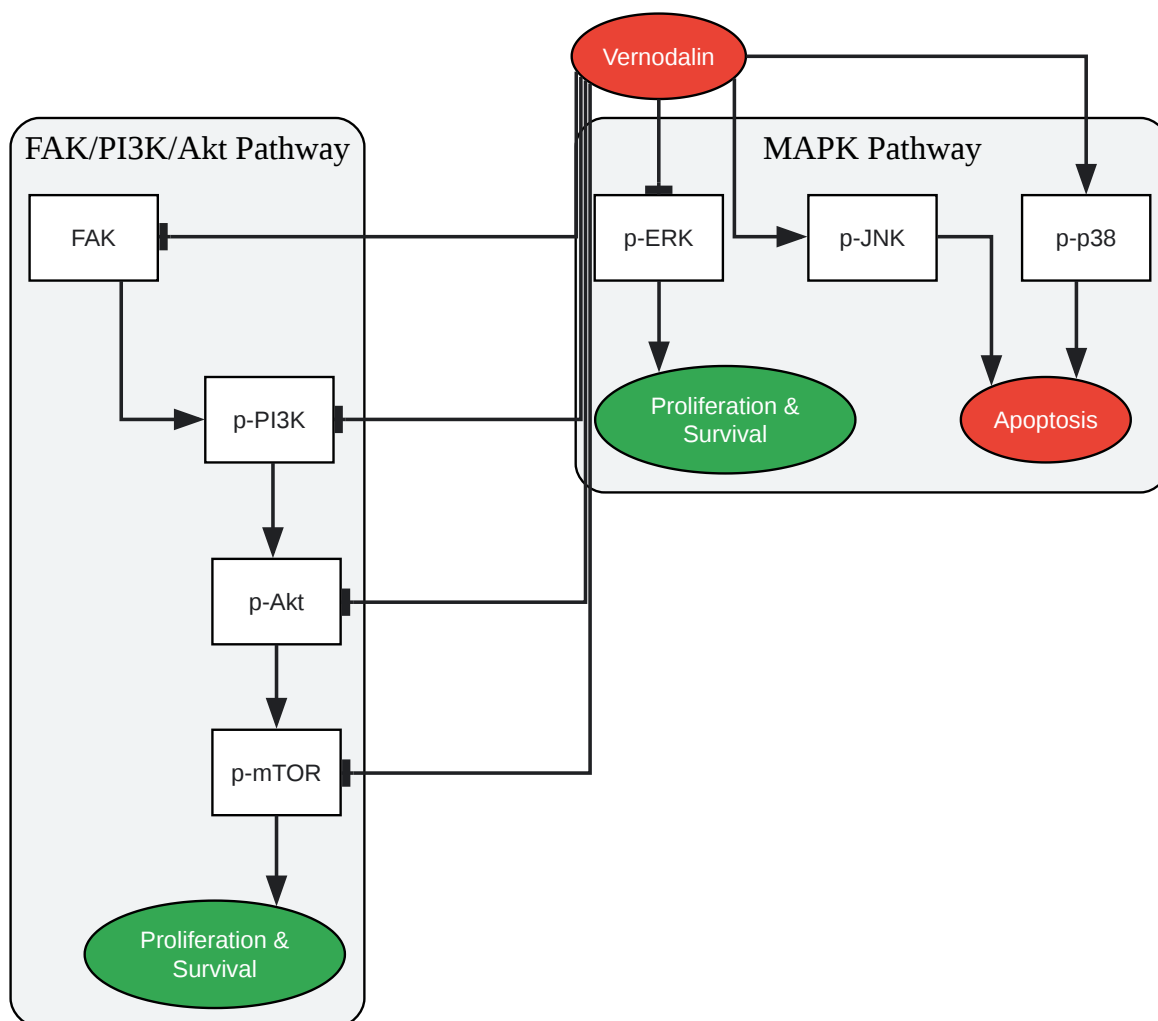 Vernodalin
FAK/PI3K/Akt Pathway
MAPK Pathway
FAK
p-ERK
p-JNK
p-p38
p-PI3K
Proliferation &
Survival
Apoptosis
p-Akt
p-mTOR
Proliferation &
Survival